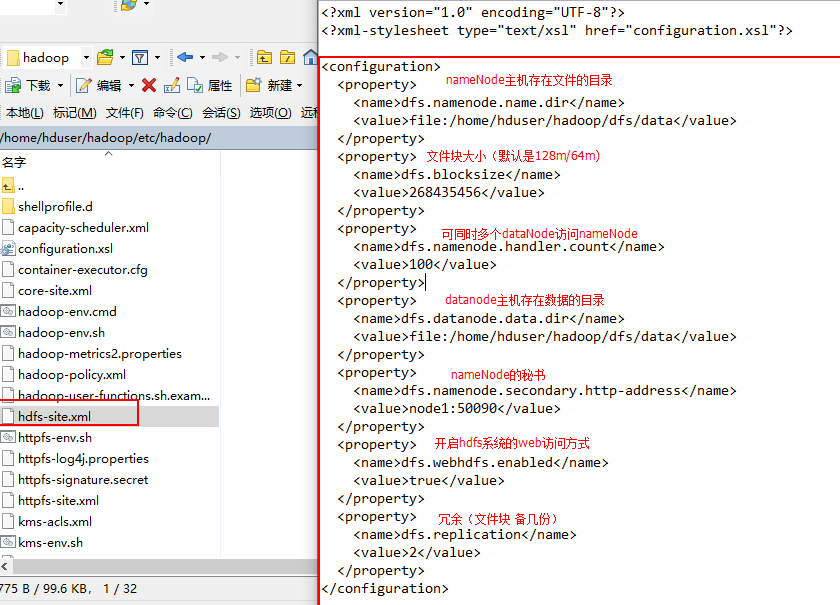 hadoop
下载
编辑
属性
新建
本地(L) 标记(M) 文件(F) 命令(C) 会话(S) 选项(O) 远程
/home/hduser/hadoop/etc/hadoop/
名字
..
shellprofile.d
capacity-scheduler.xml
configuration.xsl
container-executor.cfg
core-site.xml
hadoop-env.cmd
hadoop-env.sh
hadoop-metrics2.properties
hadoop-policy.xml
hadoop-user-functions.sh.exam...
hdfs-site.xml
httpfs-env.sh
httpfs-log4j.properties
httpfs-signature.secret
httpfs-site.xml
kms-acls.xml
kms-env.sh
775 B / 99.6 KB, 1 / 32
<?xml version="1.0" encoding="UTF-8"?>
<?xml-stylesheet type="text/xsl" href="configuration.xsl"?>
<configuration>
<property> nameNode主机存在文件的目录
<name>dfs.namenode.name.dir</name>
<value>file:/home/hduser/hadoop/dfs/data</value>
</property>
<property> 文件块大小（默认是128m/64m)
<name>dfs.blocksize</name>
<value>268435456</value>
</property>
<property> 可同时多个dataNode访问nameNode
<name>dfs.namenode.handler.count</name>
<value>100</value>
</property>
<property> datanode主机存在数据的目录
<name>dfs.datanode.data.dir</name>
<value>file:/home/hduser/hadoop/dfs/data</value>
</property>
<property> nameNode的秘书
<name>dfs.namenode.secondary.http-address</name>
<value>node1:50090</value>
</property>
<property> 开启hdfs系统的web访问方式
<name>dfs.webhdfs.enabled</name>
<value>true</value>
</property>
<property> 冗余（文件块 备几份）
<name>dfs.replication</name>
<value>2</value>
</property>
</configuration>